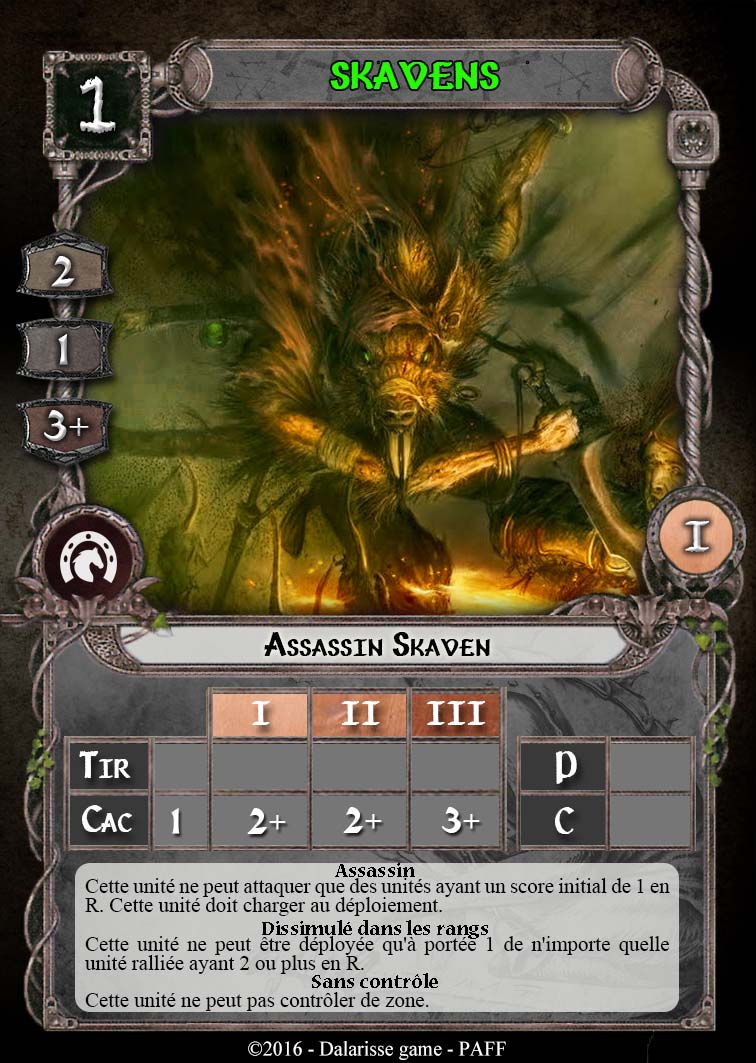 SKAVENS
1
2
1
3+
I
Assassin Skaven
I II III
Tir
P
Cac 1 2+ 2+ 3+
C
Assassin
Cette unité ne peut attaquer que des unités ayant un score initial de 1 en
R. Cette unité doit charger au déploiement.
Dissimulé dans les rangs
Cette unité ne peut être déployée qu'à portée 1 de n'importe quelle
unité ralliée ayant 2 ou plus en R.
Sans contrôle
Cette unité ne peut pas contrôler de zone.
©2016 - Dalarisse game - PAFF